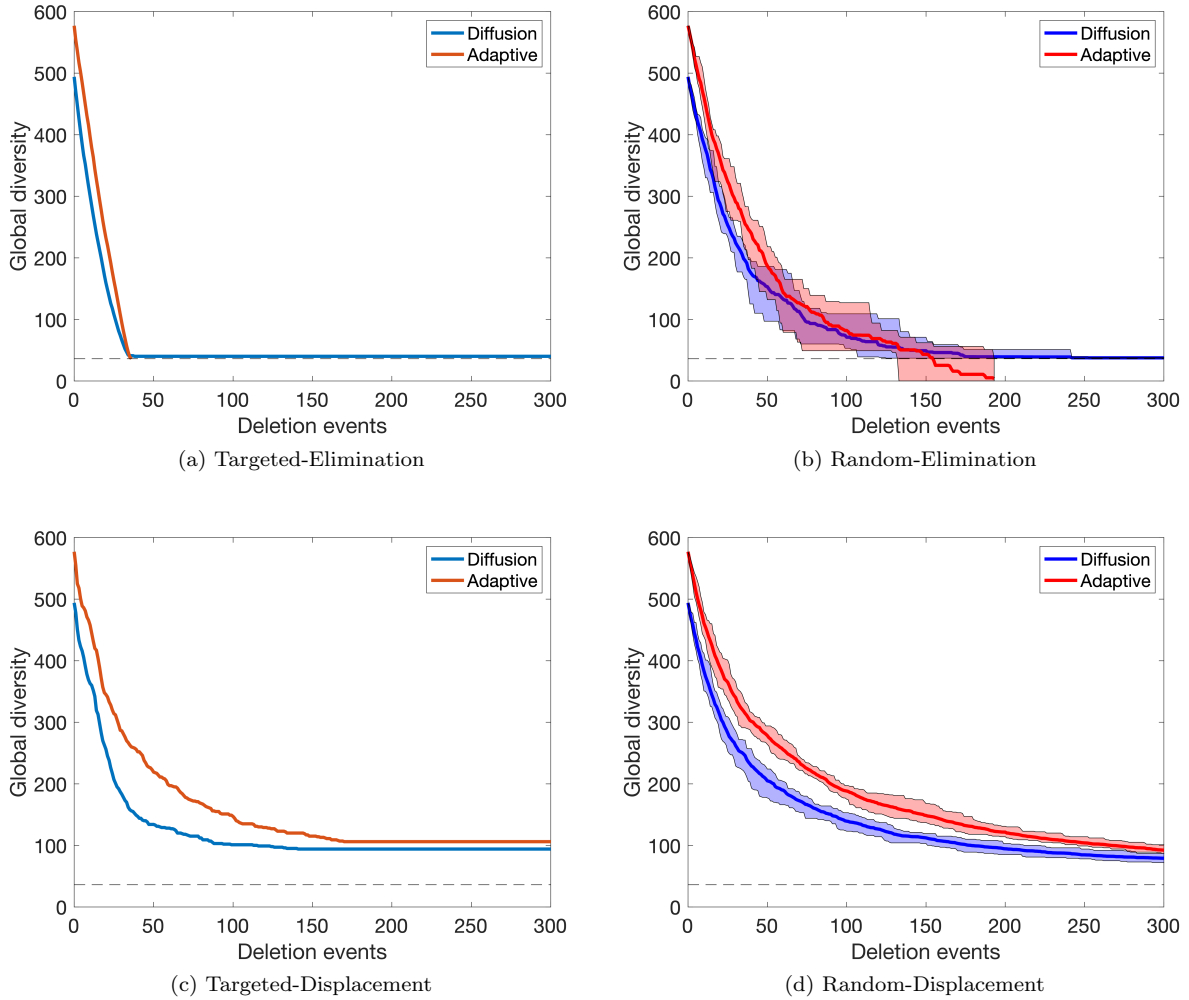 600
500
400
300
200
100
0
Global diversity
0 50 100 150 200 250 300
Deletion events
Diffusion
Adaptive
(a) Targeted-Elimination
600
500
400
300
200
100
0
Global diversity
0 50 100 150 200 250 300
Deletion events
Diffusion
Adaptive
(b) Random-Elimination
600
500
400
300
200
100
0
Global diversity
0 50 100 150 200 250 300
Deletion events
Diffusion
Adaptive
(c) Targeted-Displacement
600
500
400
300
200
100
0
Global diversity
0 50 100 150 200 250 300
Deletion events
Diffusion
Adaptive
(d) Random-Displacement